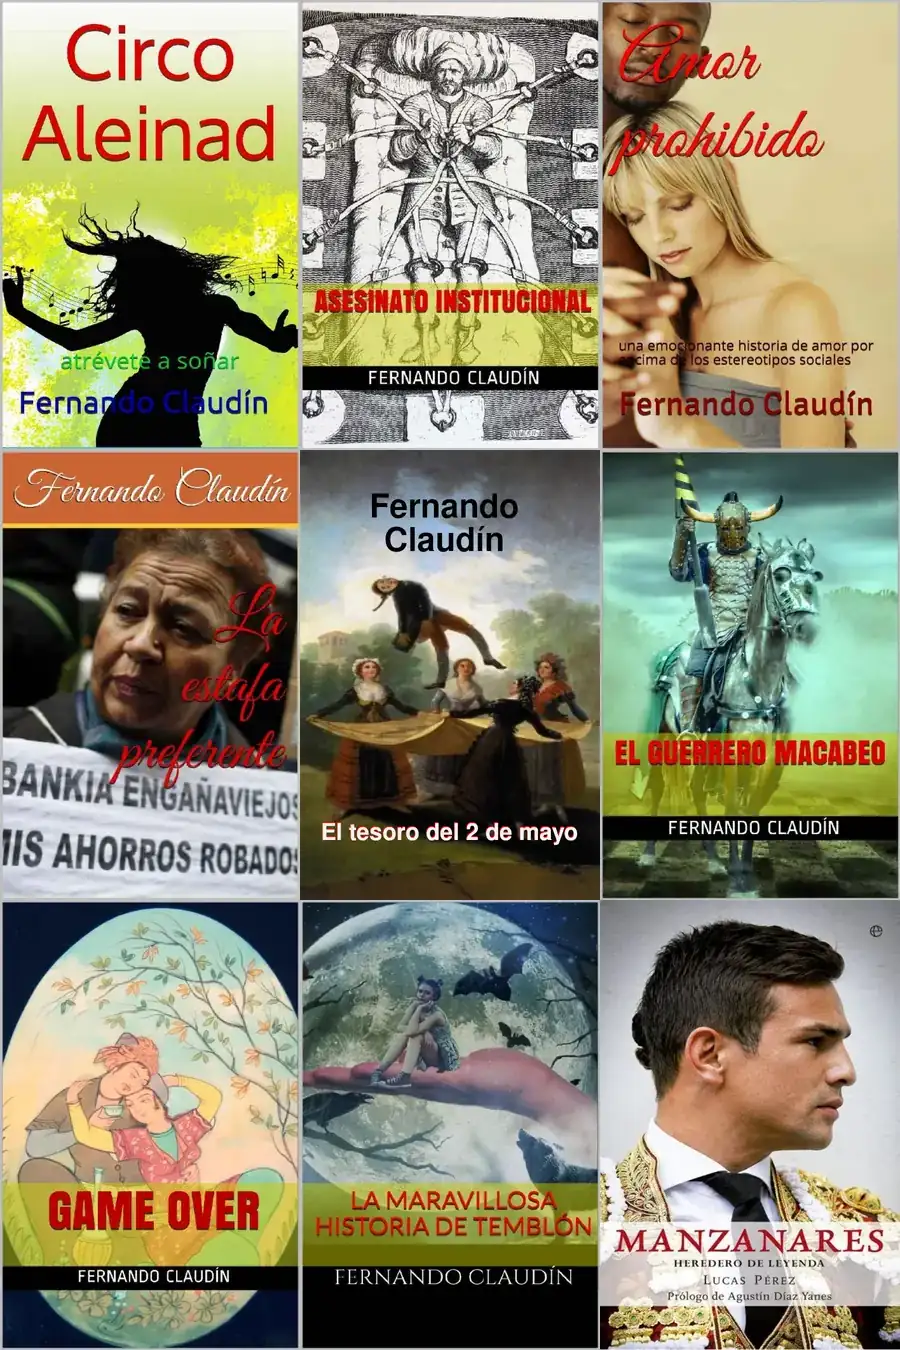 Circo
Aleinad
atrévete a soñar
Fernando Claudín
ASESINATO INSTITUCIONAL
FERNANDO CLAUDÍN
Amor
prohibido
una emocionante historia de amor por
encima de los estereotipos sociales
Fernando Claudín
Fernando Claudín
La
estafa
preferente
BANKIA ENGAÑAVIEJOS
MIS AHORROS ROBADOS
Fernando
Claudín
El tesoro del 2 de mayo
EL GUERRERO MACABEO
FERNANDO CLAUDÍN
GAME OVER
FERNANDO CLAUDÍN
LA MARAVILLOSA
HISTORIA DE TEMBLÓN
FERNANDO CLAUDÍN
MANZANARES
HEREDERO DE LEYENDA
LUCAS PÉREZ
Prólogo de Agustín Díaz Yanes